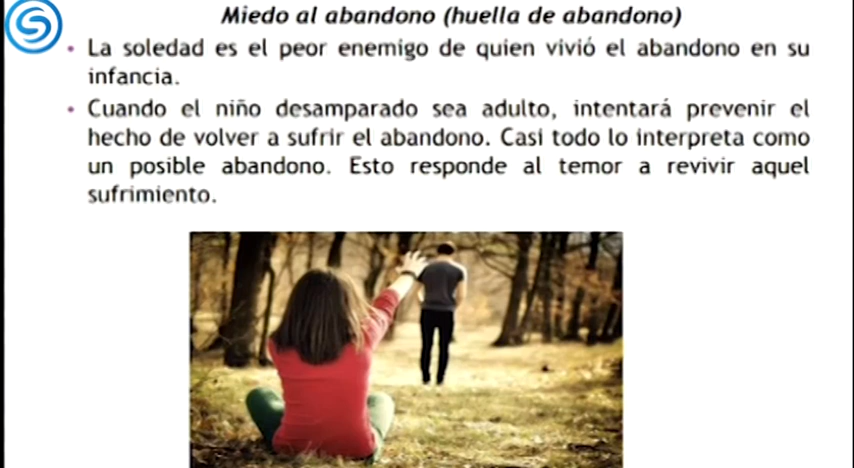 Miedo al abandono (huella de abandono)
• La soledad es el peor enemigo de quien vivió el abandono en su
infancia.
• Cuando el niño desamparado sea adulto, intentará prevenir el
hecho de volver a sufrir el abandono. Casi todo lo interpreta como
un posible abandono. Esto responde al temor a revivir aquel
sufrimiento.